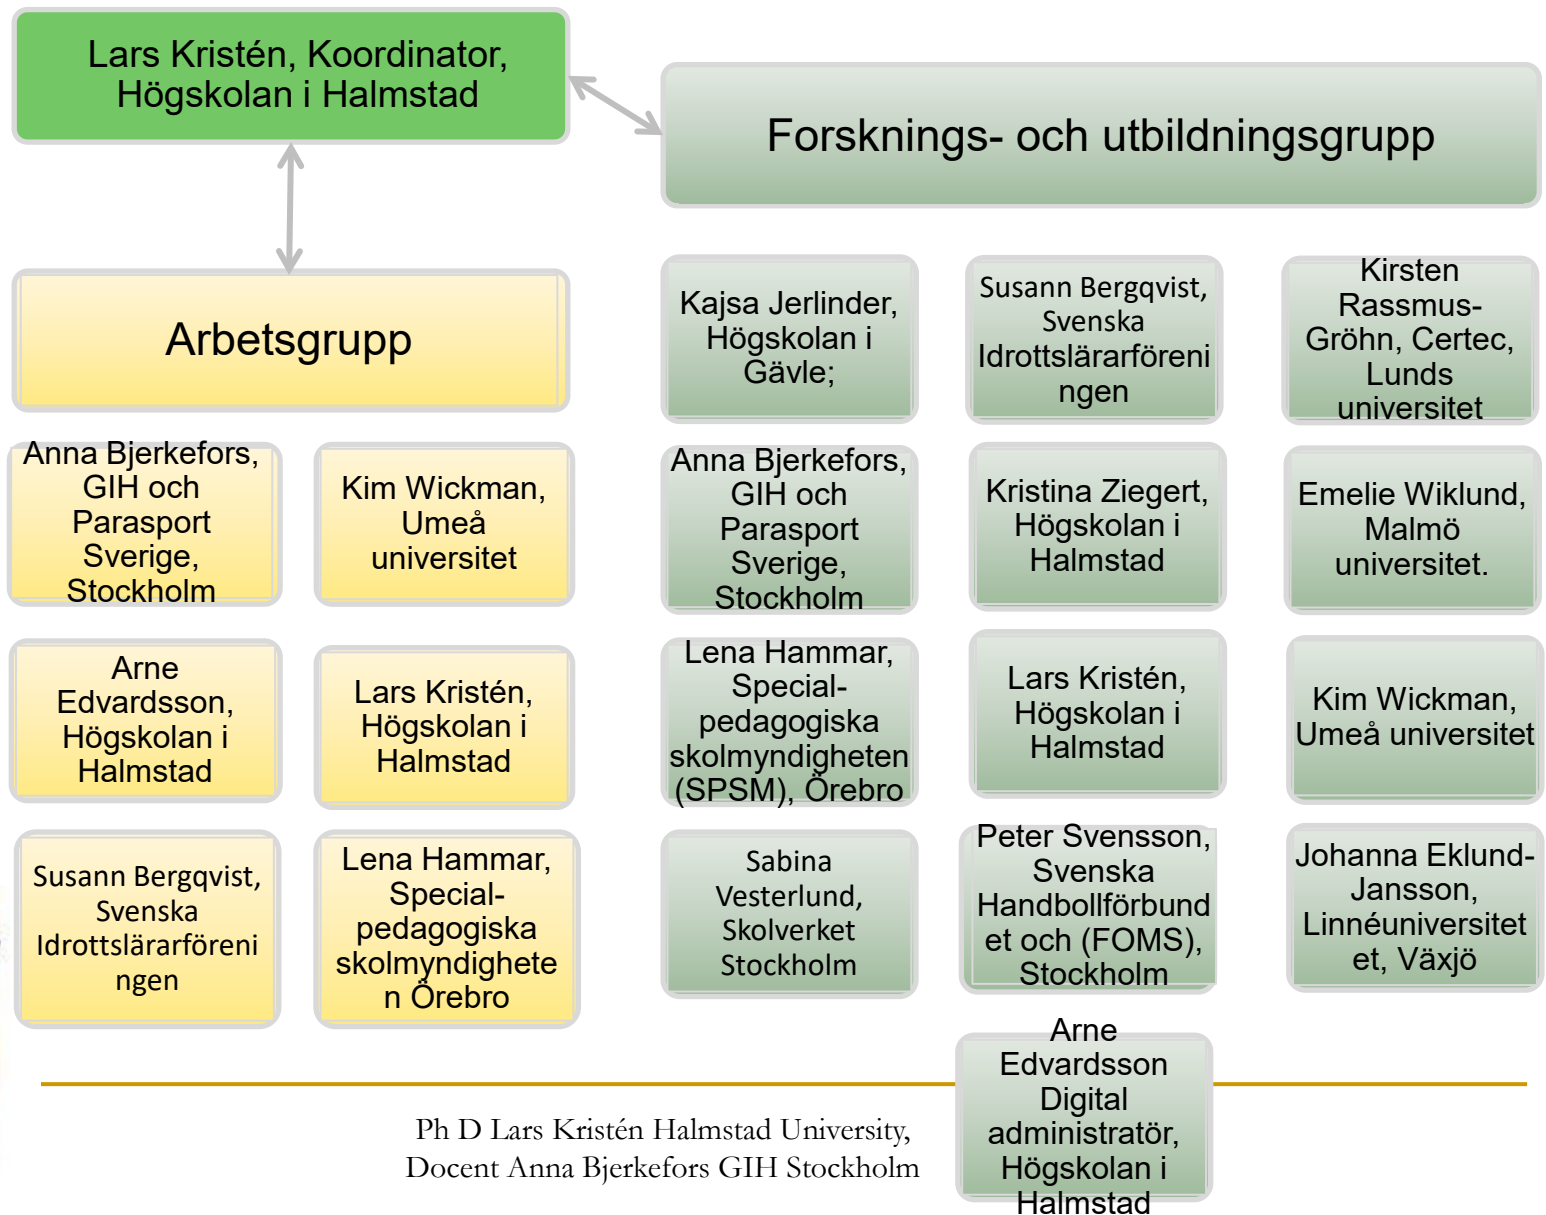 Lars Kristén, Koordinator,
Högskolan i Halmstad
Forsknings- och utbildningsgrupp
Arbetsgrupp
Anna Bjerkefors,
GIH och
Parasport
Sverige,
Stockholm
Kim Wickman,
Umeå
universitet
Arne
Edvardsson,
Högskolan i
Halmstad
Lars Kristén,
Högskolan i
Halmstad
Susann Bergqvist,
Svenska
Idrottslärarföreni
ngen
Lena Hammar,
Special-
pedagogiska
skolmyndighete
n Örebro
Kajsa Jerlinder,
Högskolan i
Gävle;
Susann Bergqvist,
Svenska
Idrottslärarföreni
ngen
Kirsten
Rassmus-
Gröhn, Certec,
Lunds
universitet
Anna Bjerkefors,
GIH och
Parasport
Sverige,
Stockholm
Kristina Ziegert,
Högskolan i
Halmstad
Emelie Wiklund,
Malmö
universitet.
Lena Hammar,
Special-
pedagogiska
skolmyndigheten
(SPSM), Örebro
Lars Kristén,
Högskolan i
Halmstad
Kim Wickman,
Umeå universitet
Sabina
Vesterlund,
Skolverket
Stockholm
Peter Svensson,
Svenska
Handbollförbund
et och (FOMS),
Stockholm
Johanna Eklund-
Jansson,
Linnéuniversitet
et, Växjö
Arne
Edvardsson
Digital
administratör,
Högskolan i
Halmstad
Ph D Lars Kristén Halmstad University,
Docent Anna Bjerkefors GIH Stockholm